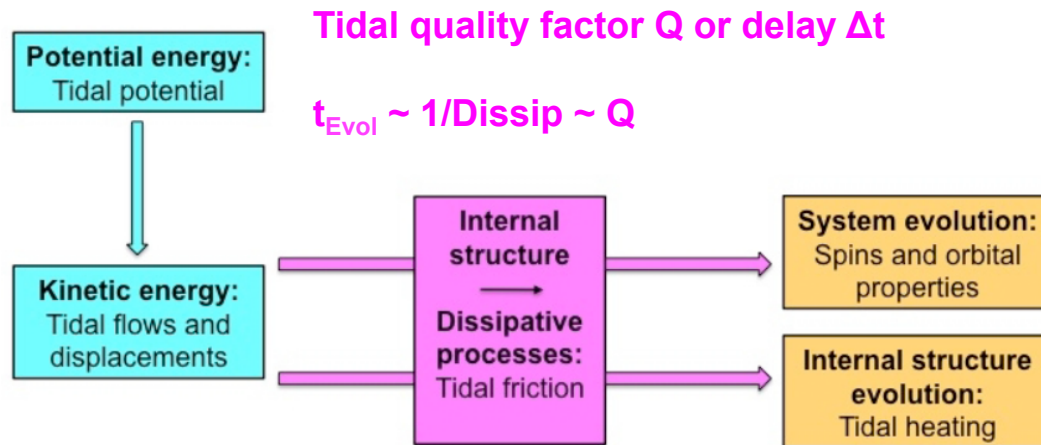 Tidal quality factor Q or delay Δt
t_Evol ~ 1/Dissip ~ Q
Potential energy:
Tidal potential
Kinetic energy:
Tidal flows and
displacements
Internal
structure
Dissipative
processes:
Tidal friction
System evolution:
Spins and orbital
properties
Internal structure
evolution:
Tidal heating